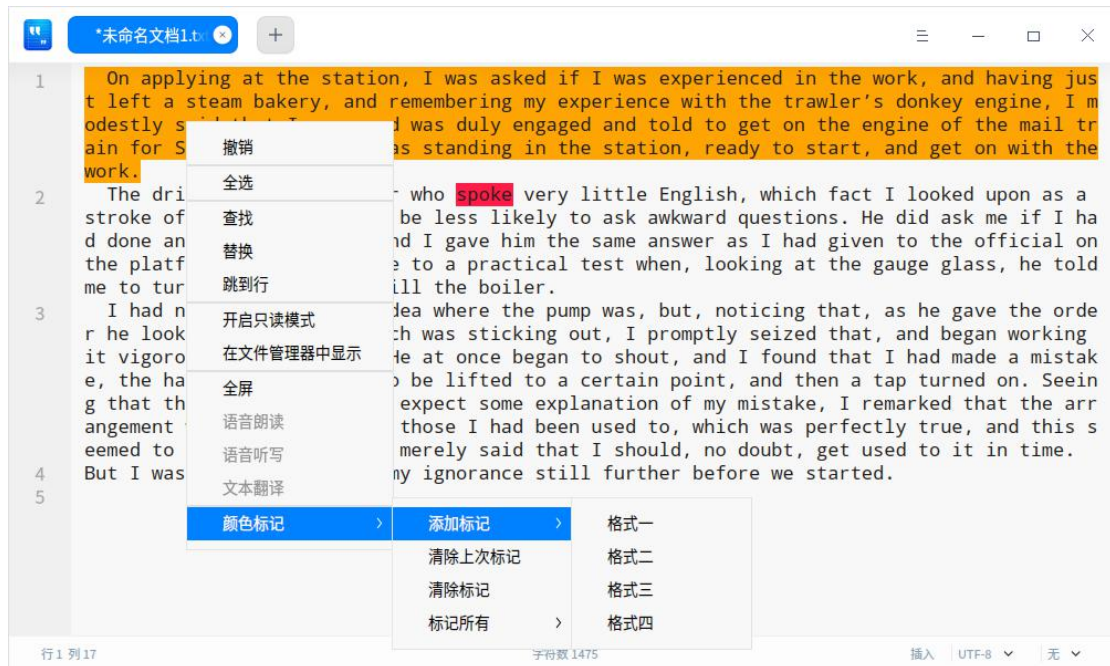 *未命名文档1.tx
1 On applying at the station, I was asked if I was experienced in the work, and having jus
t left a steam bakery, and remembering my experience with the trawler’s donkey engine, I m
odestly was duly engaged and told to get on the engine of the mail tr
ain for standing in the station, ready to start, and get on with the
work.
2 The who spoke very little English, which fact I looked upon as a
stroke of be less likely to ask awkward questions. He did ask me if I ha
d done I gave him the same answer as I had given to the official on
the to a practical test when, looking at the gauge glass, he told
me to the boiler.
3 I had where the pump was, but, noticing that, as he gave the orde
r he was sticking out, I promptly seized that, and began working
it He at once began to shout, and I found that I had made a mistak
e, the be lifted to a certain point, and then a tap turned on. Seein
g that expect some explanation of my mistake, I remarked that the arr
angement those I had been used to, which was perfectly true, and this s
eemed to merely said that I should, no doubt, get used to it in time.
4 But I was my ignorance still further before we started.
5
撤销
全选
查找
替换
跳到行
开启只读模式
在文件管理器中显示
全屏
语音朗读
语音听写
文本翻译
颜色标记
添加标记
清除上次标记
清除标记
标记所有
格式一
格式二
格式三
格式四
行1 列17 字符数 1475 插入 UTF-8 无